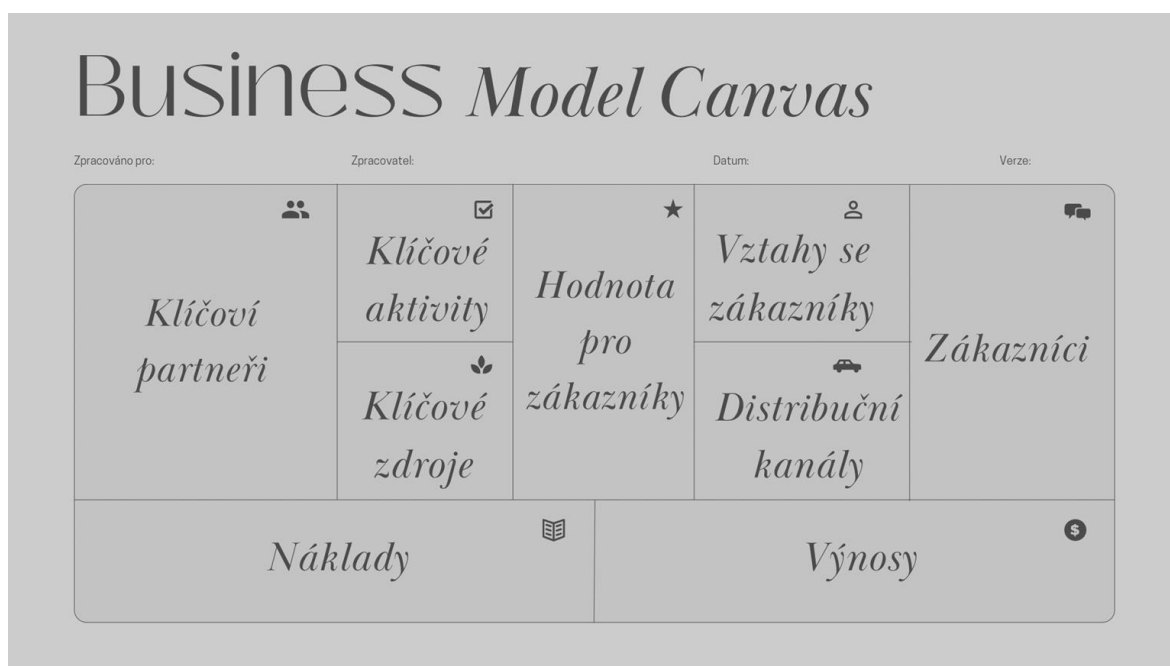 Business Model Canvas
Zpracováno pro: Zpracovatel: Datum: Verze:
Klíčoví
partneři
Klíčové
aktivity
Klíčové
zdroje
Hodnota
pro
zákazníky
Vztahy se
zákazníky
Distribuční
kanály
Zákazníci
Náklady
Výnosy